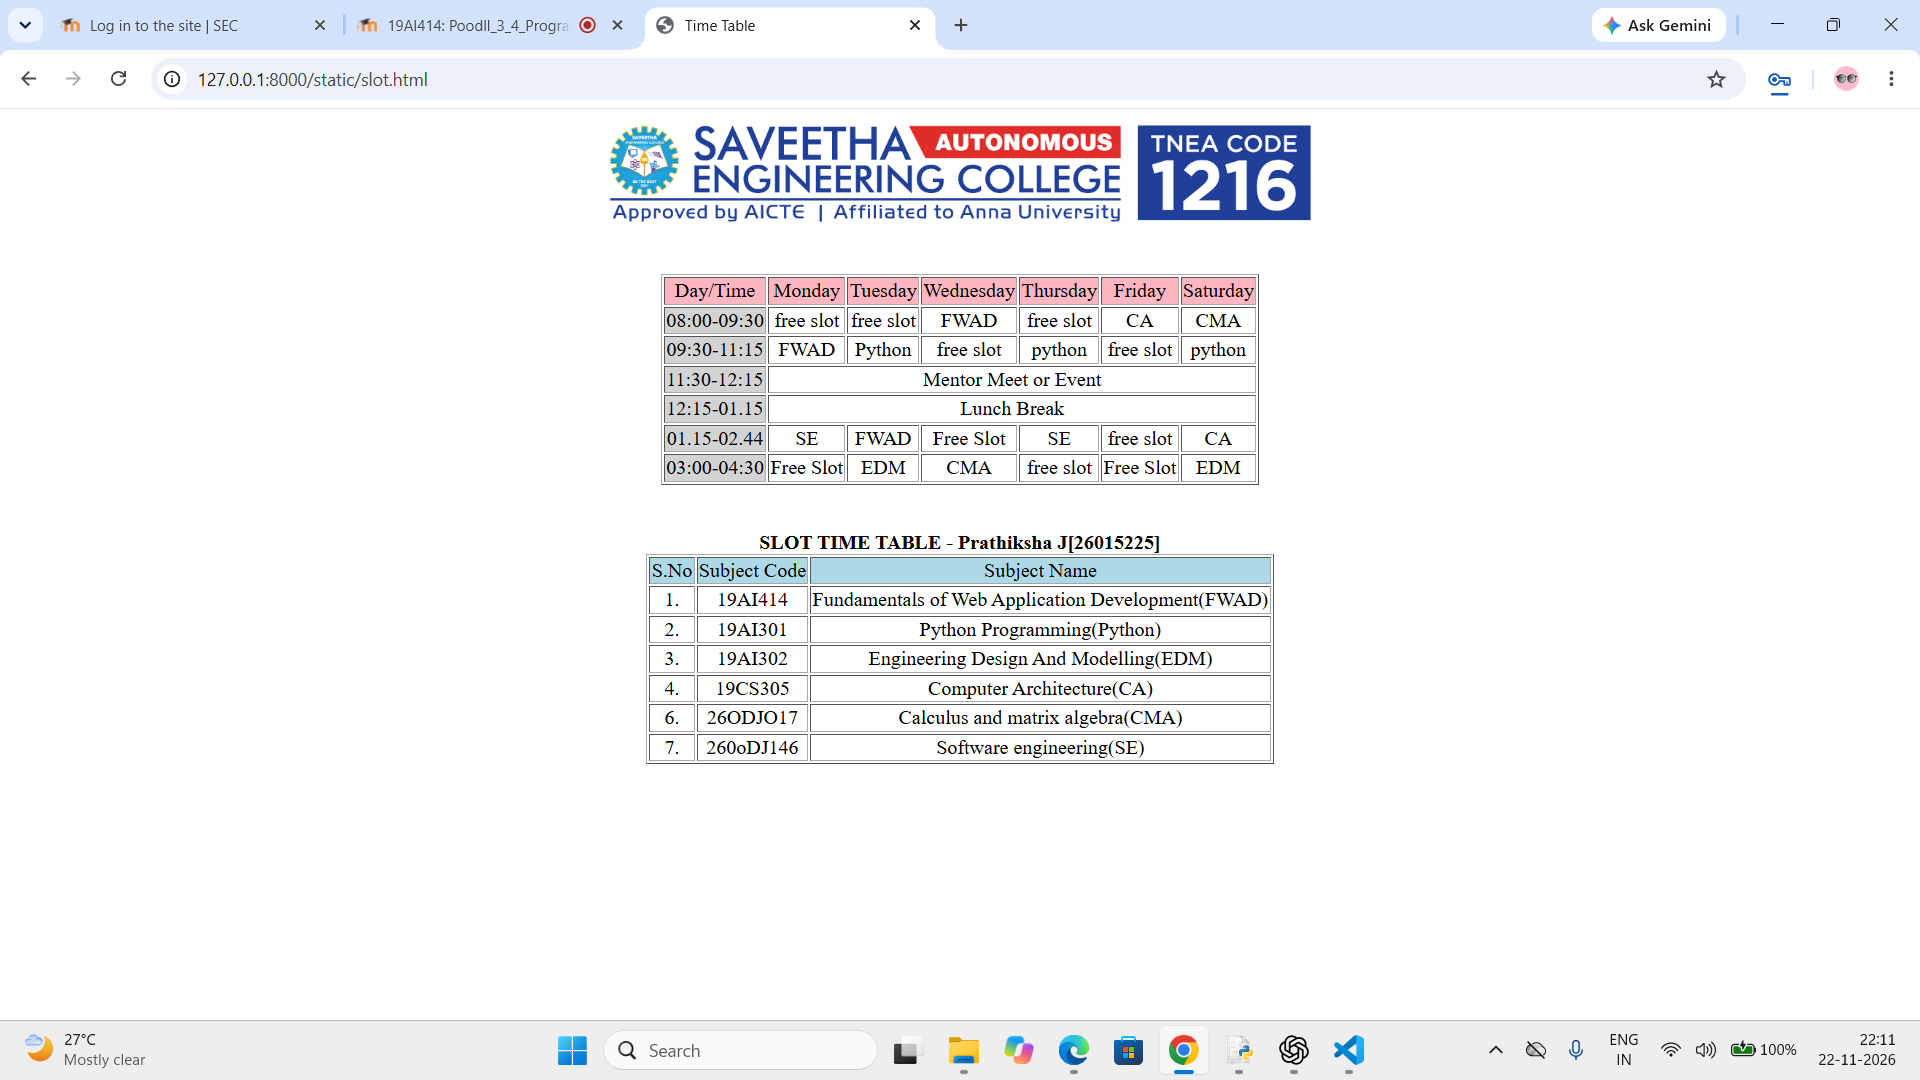 Log in to the site | SEC
19AI414: Poodll_3_4_Progra
Time Table
Ask Gemini
127.0.0.1:8000/static/slot.html
SAVEETHA AUTONOMOUS
ENGINEERING COLLEGE
Approved by AICTE | Affiliated to Anna University
TNEA CODE
1216
Day/Time Monday Tuesday Wednesday Thursday Friday Saturday
08:00-09:30 free slot free slot FWAD free slot CA CMA
09:30-11:15 FWAD Python free slot python free slot python
11:30-12:15 Mentor Meet or Event
12:15-01.15 Lunch Break
01.15-02.44 SE FWAD Free Slot SE free slot CA
03:00-04:30 Free Slot EDM CMA free slot Free Slot EDM
SLOT TIME TABLE - Prathiksha J[26015225]
S.No Subject Code Subject Name
1. 19AI414 Fundamentals of Web Application Development(FWAD)
2. 19AI301 Python Programming(Python)
3. 19AI302 Engineering Design And Modelling(EDM)
4. 19CS305 Computer Architecture(CA)
6. 26ODJO17 Calculus and matrix algebra(CMA)
7. 260oDJ146 Software engineering(SE)
27°C
Mostly clear
Search
ENG
IN
100%
22:11
22-11-2026